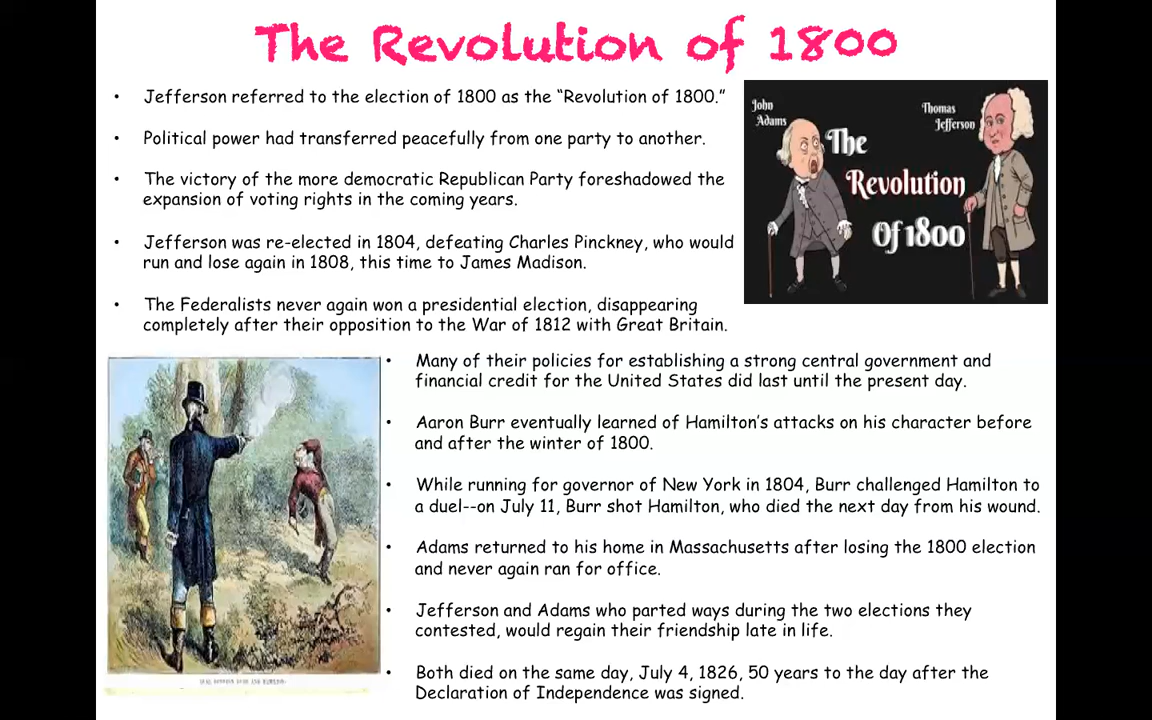 The Revolution of 1800
• Jefferson referred to the election of 1800 as the “Revolution of 1800.”
• Political power had transferred peacefully from one party to another.
• The victory of the more democratic Republican Party foreshadowed the
expansion of voting rights in the coming years.
• Jefferson was re-elected in 1804, defeating Charles Pinckney, who would
run and lose again in 1808, this time to James Madison.
• The Federalists never again won a presidential election, disappearing
completely after their opposition to the War of 1812 with Great Britain.
John
Adams
Thomas
Jefferson
The
Revolution
Of 1800
• Many of their policies for establishing a strong central government and
financial credit for the United States did last until the present day.
• Aaron Burr eventually learned of Hamilton’s attacks on his character before
and after the winter of 1800.
• While running for governor of New York in 1804, Burr challenged Hamilton to
a duel--on July 11, Burr shot Hamilton, who died the next day from his wound.
• Adams returned to his home in Massachusetts after losing the 1800 election
and never again ran for office.
• Jefferson and Adams who parted ways during the two elections they
contested, would regain their friendship late in life.
• Both died on the same day, July 4, 1826, 50 years to the day after the
Declaration of Independence was signed.